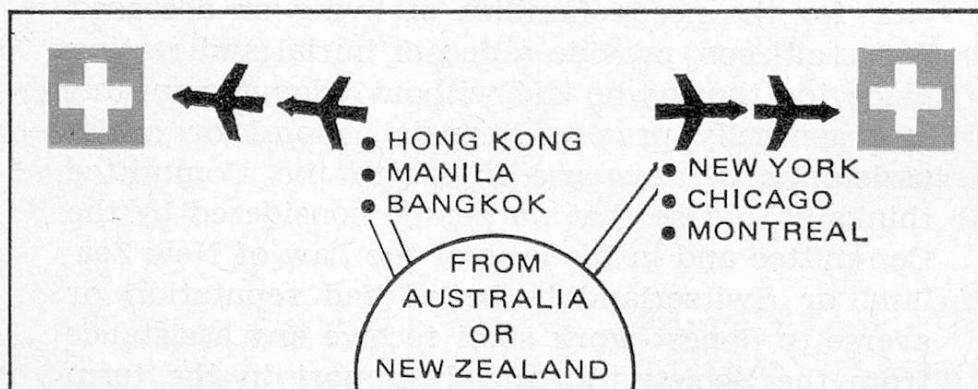 • HONG KONG
• MANILA
• BANGKOK
• NEW YORK
• CHICAGO
• MONTREAL
FROM
AUSTRALIA
OR
NEW ZEALAND